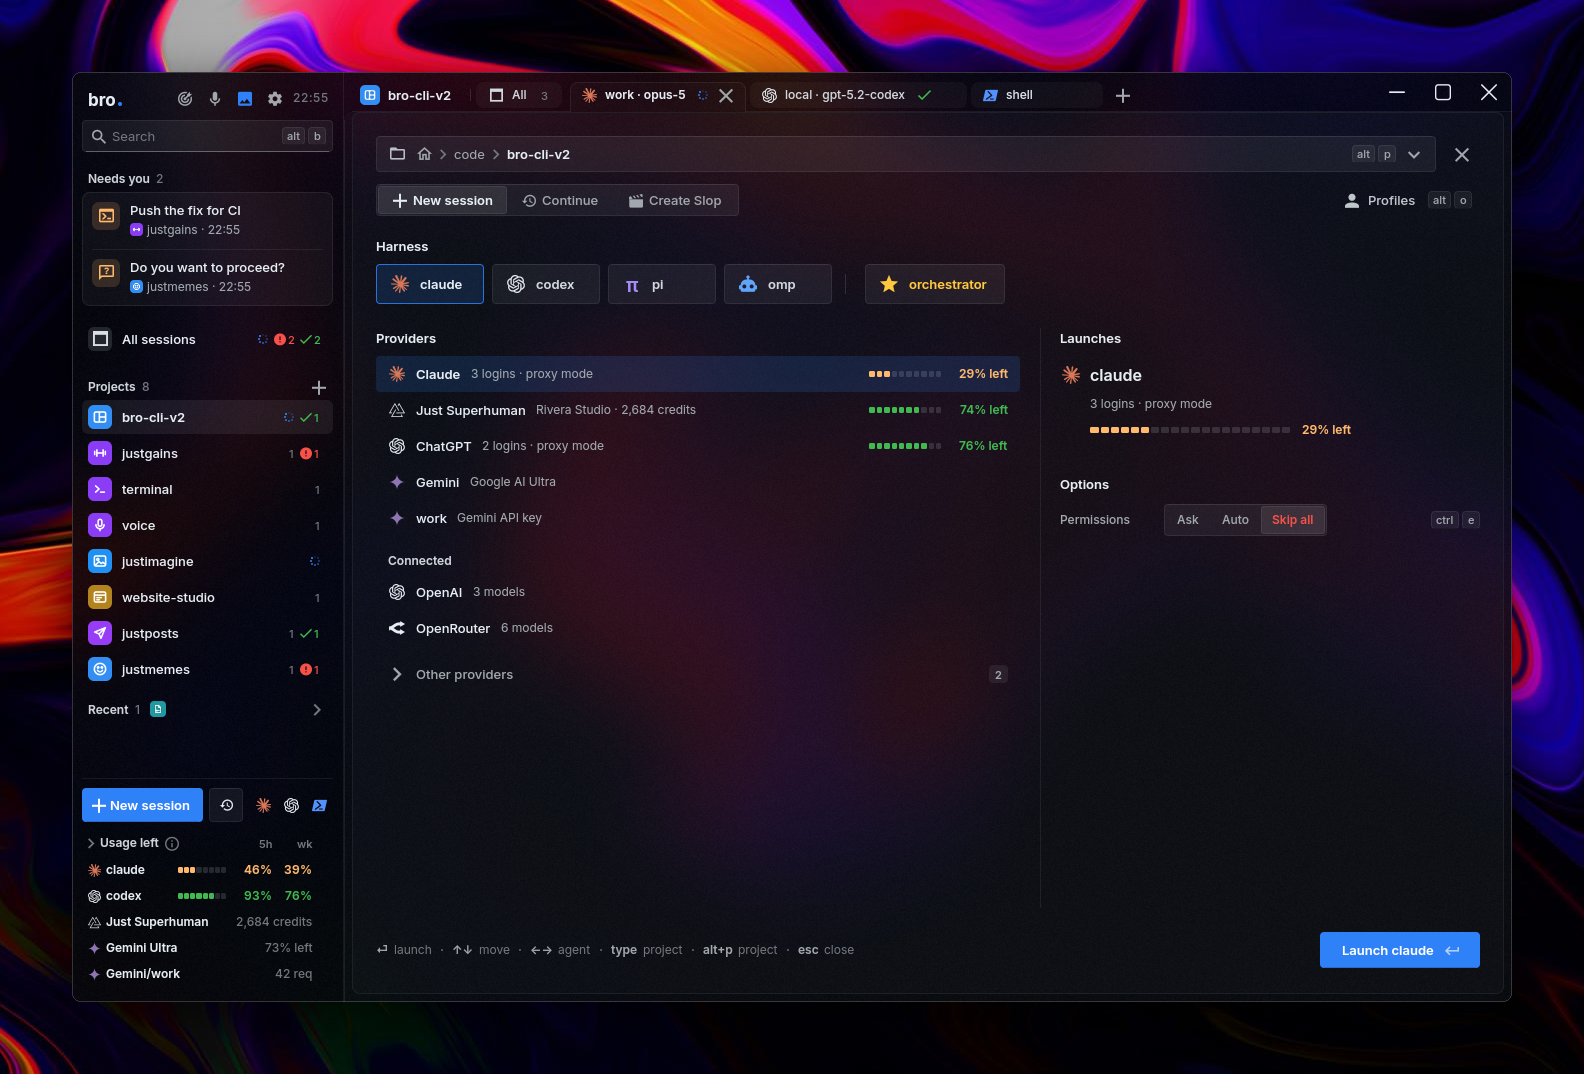 bro.
22:55
Search alt b
Needs you 2
Push the fix for CI
justgains · 22:55
Do you want to proceed?
justmemes · 22:55
All sessions 2 2
Projects 8
bro-cli-v2 1
justgains 1 1
terminal 1
voice 1
justimagine
website-studio 1
justposts 1 1
justmemes 1 1
Recent 1
New session
Usage left 5h wk
claude 46% 39%
codex 93% 76%
Just Superhuman 2,684 credits
Gemini Ultra 73% left
Gemini/work 42 req
bro-cli-v2
All 3
work · opus-5
local · gpt-5.2-codex
shell
code bro-cli-v2 alt p
New session Continue Create Slop
Profiles alt o
Harness
claude codex π pi omp orchestrator
Providers
Claude 3 logins · proxy mode 29% left
Just Superhuman Rivera Studio · 2,684 credits 74% left
ChatGPT 2 logins · proxy mode 76% left
Gemini Google AI Ultra
work Gemini API key
Connected
OpenAI 3 models
OpenRouter 6 models
Other providers 2
Launches
claude
3 logins · proxy mode
29% left
Options
Permissions Ask Auto Skip all ctrl e
launch · move · agent · type project · alt+p project · esc close
Launch claude